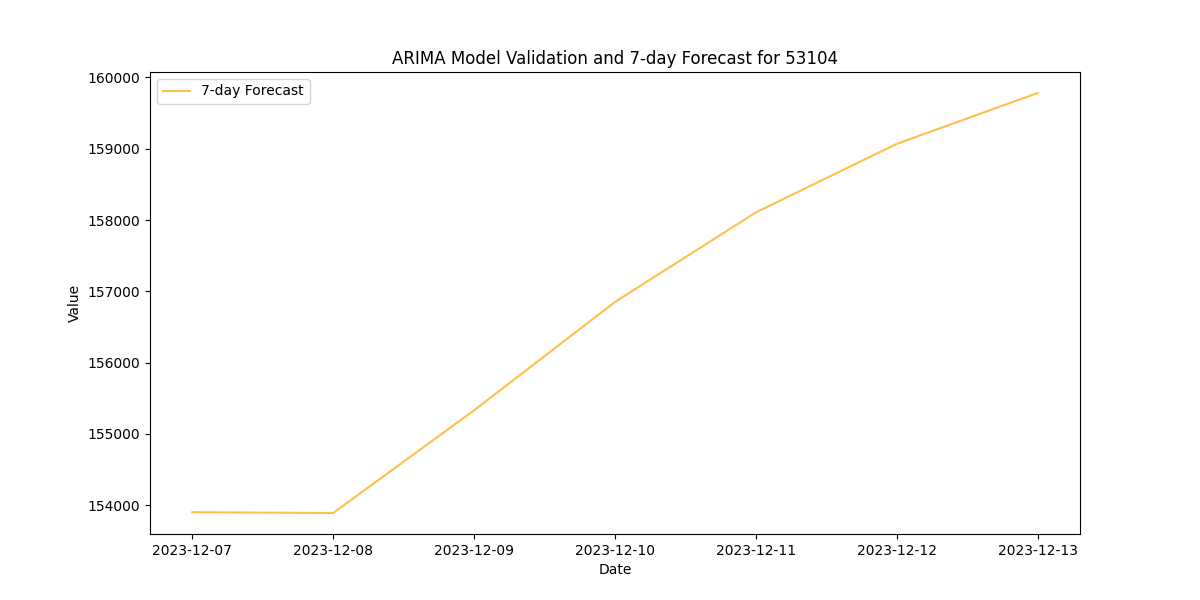 ARIMA Model Validation and 7-day Forecast for 53104
7-day Forecast
160000
159000
158000
157000
156000
155000
154000
Value
2023-12-07 2023-12-08 2023-12-09 2023-12-10 2023-12-11 2023-12-12 2023-12-13
Date